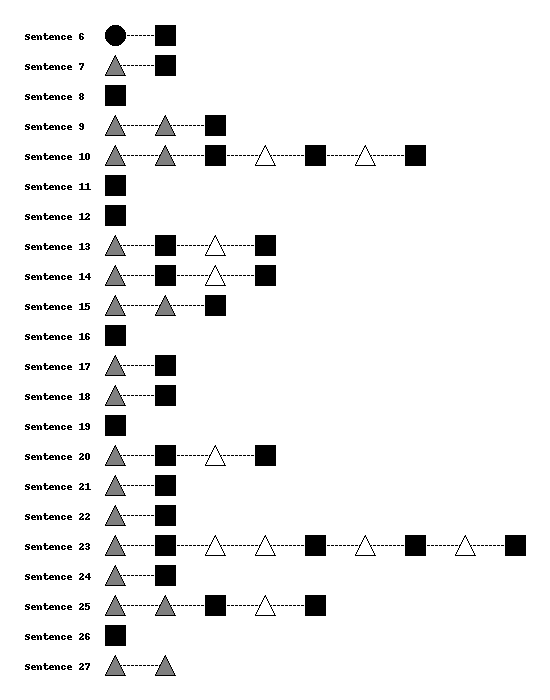 Sentence 6
Sentence 7
Sentence 8
Sentence 9
Sentence 10
Sentence 11
Sentence 12
Sentence 13
Sentence 14
Sentence 15
Sentence 16
Sentence 17
Sentence 18
Sentence 19
Sentence 20
Sentence 21
Sentence 22
Sentence 23
Sentence 24
Sentence 25
Sentence 26
Sentence 27